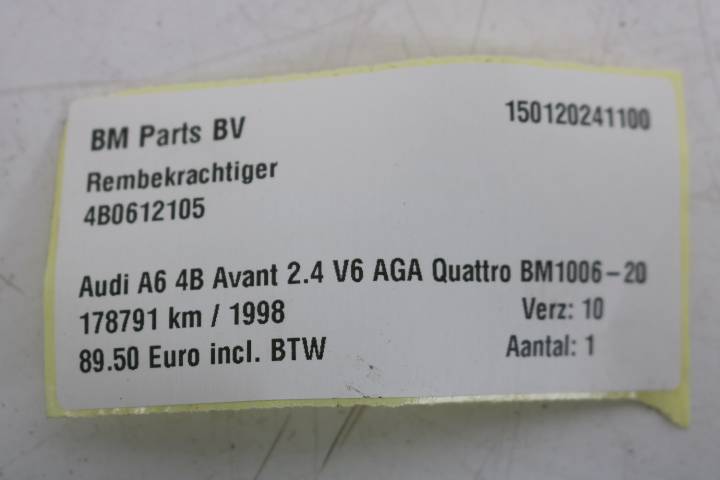 BM Parts BV 150120241100
Rembekrachtiger
4B0612105
Audi A6 4B Avant 2.4 V6 AGA Quattro BM1006-20
178791 km / 1998 Verz: 10
89.50 Euro incl. BTW Aantal: 1